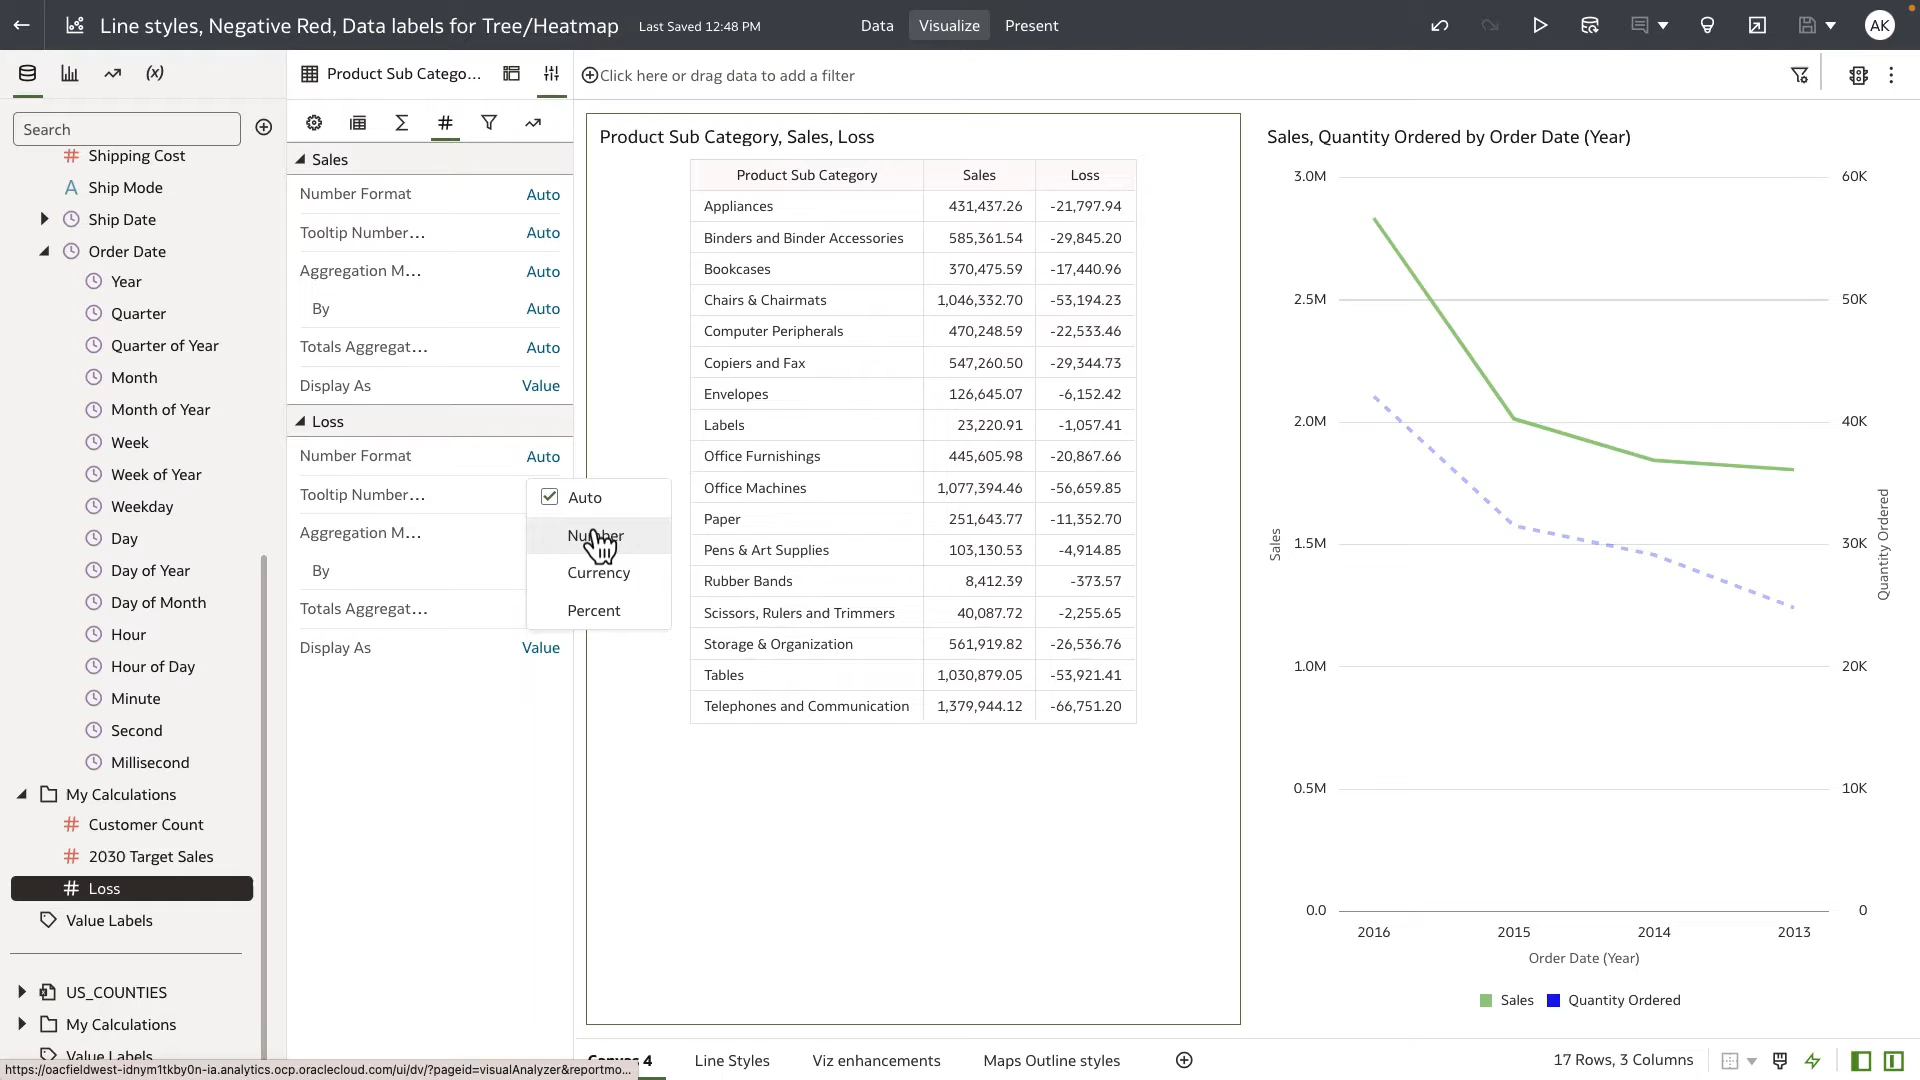 Line styles, Negative Red, Data labels for Tree/Heatmap Last Saved 12:48 PM Data Visualize Present AK
(x) Product Sub Catego... Click here or drag data to add a filter
Search
Shipping Cost
A Ship Mode
Ship Date
Order Date
Year
Quarter
Quarter of Year
Month
Month of Year
Week
Week of Year
Weekday
Day
Day of Year
Day of Month
Hour
Hour of Day
Minute
Second
Millisecond
My Calculations
Customer Count
2030 Target Sales
Loss
Value Labels
US_COUNTIES
My Calculations
Value Labels
https://oacfieldwest-idnym1tkby0n-ia.analytics.ocp.oraclecloud.com/ui/dv/?pageid=visualAnalyzer&reportmo...
Sales
Number Format Auto
Tooltip Number... Auto
Aggregation M... Auto
By Auto
Totals Aggregat... Auto
Display As Value
Loss
Number Format Auto
Tooltip Number...
Aggregation M...
By
Totals Aggregat...
Display As Value
Auto
Number
Currency
Percent
Product Sub Category, Sales, Loss
Product Sub Category Sales Loss
Appliances 431,437.26 -21,797.94
Binders and Binder Accessories 585,361.54 -29,845.20
Bookcases 370,475.59 -17,440.96
Chairs & Chairmats 1,046,332.70 -53,194.23
Computer Peripherals 470,248.59 -22,533.46
Copiers and Fax 547,260.50 -29,344.73
Envelopes 126,645.07 -6,152.42
Labels 23,220.91 -1,057.41
Office Furnishings 445,605.98 -20,867.66
Office Machines 1,077,394.46 -56,659.85
Paper 251,643.77 -11,352.70
Pens & Art Supplies 103,130.53 -4,914.85
Rubber Bands 8,412.39 -373.57
Scissors, Rulers and Trimmers 40,087.72 -2,255.65
Storage & Organization 561,919.82 -26,536.76
Tables 1,030,879.05 -53,921.41
Telephones and Communication 1,379,944.12 -66,751.20
Sales, Quantity Ordered by Order Date (Year)
3.0M 60K
2.5M 50K
2.0M 40K
1.5M 30K
1.0M 20K
0.5M 10K
0.0 0
Sales
Quantity Ordered
2016 2015 2014 2013
Order Date (Year)
Sales Quantity Ordered
Canvas 4 Line Styles Viz enhancements Maps Outline styles 17 Rows, 3 Columns